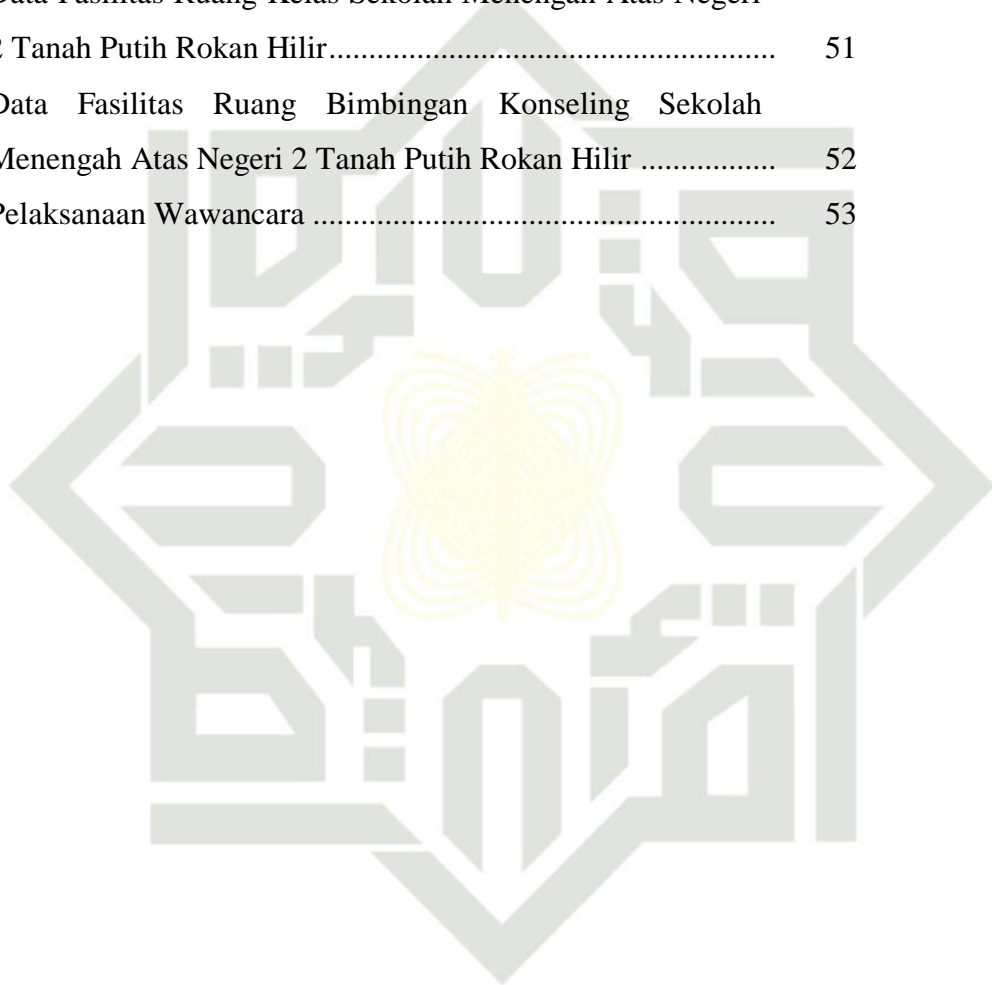 Data Fasilitas Ruang Kelas Sekolah Menengah Atas Negeri
2 Tanah Putih Rokan Hilir......................................................... 51
Data Fasilitas Ruang Bimbingan Konseling Sekolah
Menengah Atas Negeri 2 Tanah Putih Rokan Hilir ................. 52
Pelaksanaan Wawancara ........................................................... 53